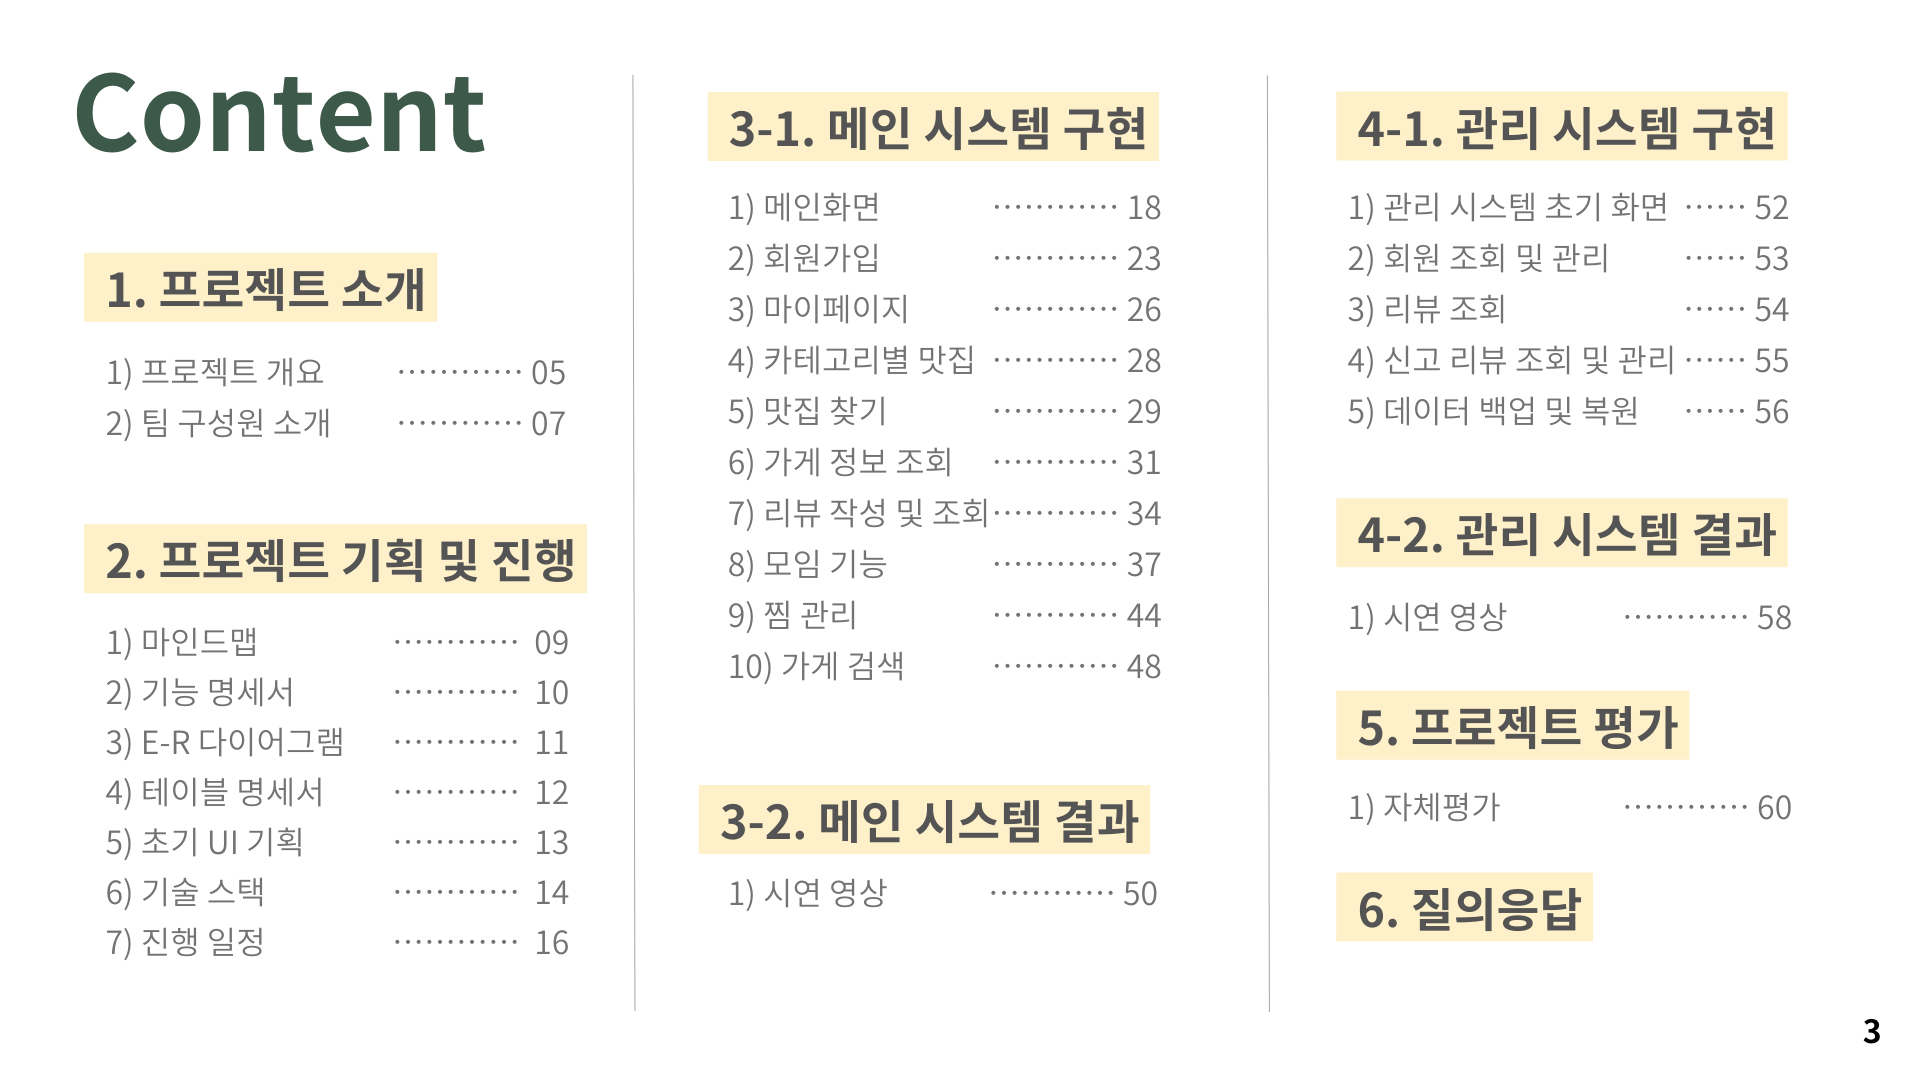 Content
1. 프로젝트 소개
1) 프로젝트 개요 ············ 05
2) 팀 구성원 소개 ············ 07
2. 프로젝트 기획 및 진행
1) 마인드맵 ············ 09
2) 기능 명세서 ············ 10
3) E-R 다이어그램 ············ 11
4) 테이블 명세서 ············ 12
5) 초기 UI 기획 ············ 13
6) 기술 스택 ············ 14
7) 진행 일정 ············ 16
3-1. 메인 시스템 구현
1) 메인화면 ············ 18
2) 회원가입 ············ 23
3) 마이페이지 ············ 26
4) 카테고리별 맛집 ············ 28
5) 맛집 찾기 ············ 29
6) 가게 정보 조회 ············ 31
7) 리뷰 작성 및 조회 ············ 34
8) 모임 기능 ············ 37
9) 찜 관리 ············ 44
10) 가게 검색 ············ 48
3-2. 메인 시스템 결과
1) 시연 영상 ············ 50
4-1. 관리 시스템 구현
1) 관리 시스템 초기 화면 ······ 52
2) 회원 조회 및 관리 ······ 53
3) 리뷰 조회 ······ 54
4) 신고 리뷰 조회 및 관리 ······ 55
5) 데이터 백업 및 복원 ······ 56
4-2. 관리 시스템 결과
1) 시연 영상 ············ 58
5. 프로젝트 평가
1) 자체평가 ············ 60
6. 질의응답
3